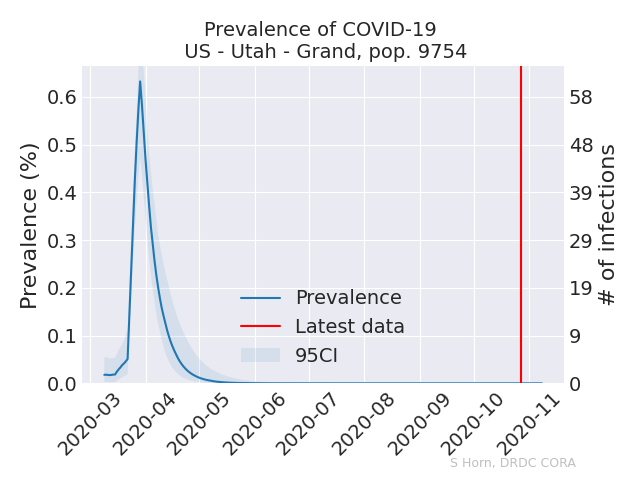 Prevalence of COVID-19
US - Utah - Grand, pop. 9754
Prevalence (%)
0.6
0.5
0.4
0.3
0.2
0.1
0.0
58
48
39
29
19
9
0
# of infections
Prevalence
Latest data
95CI
2020-03
2020-04
2020-05
2020-06
2020-07
2020-08
2020-09
2020-10
2020-11
S Horn, DRDC CORA